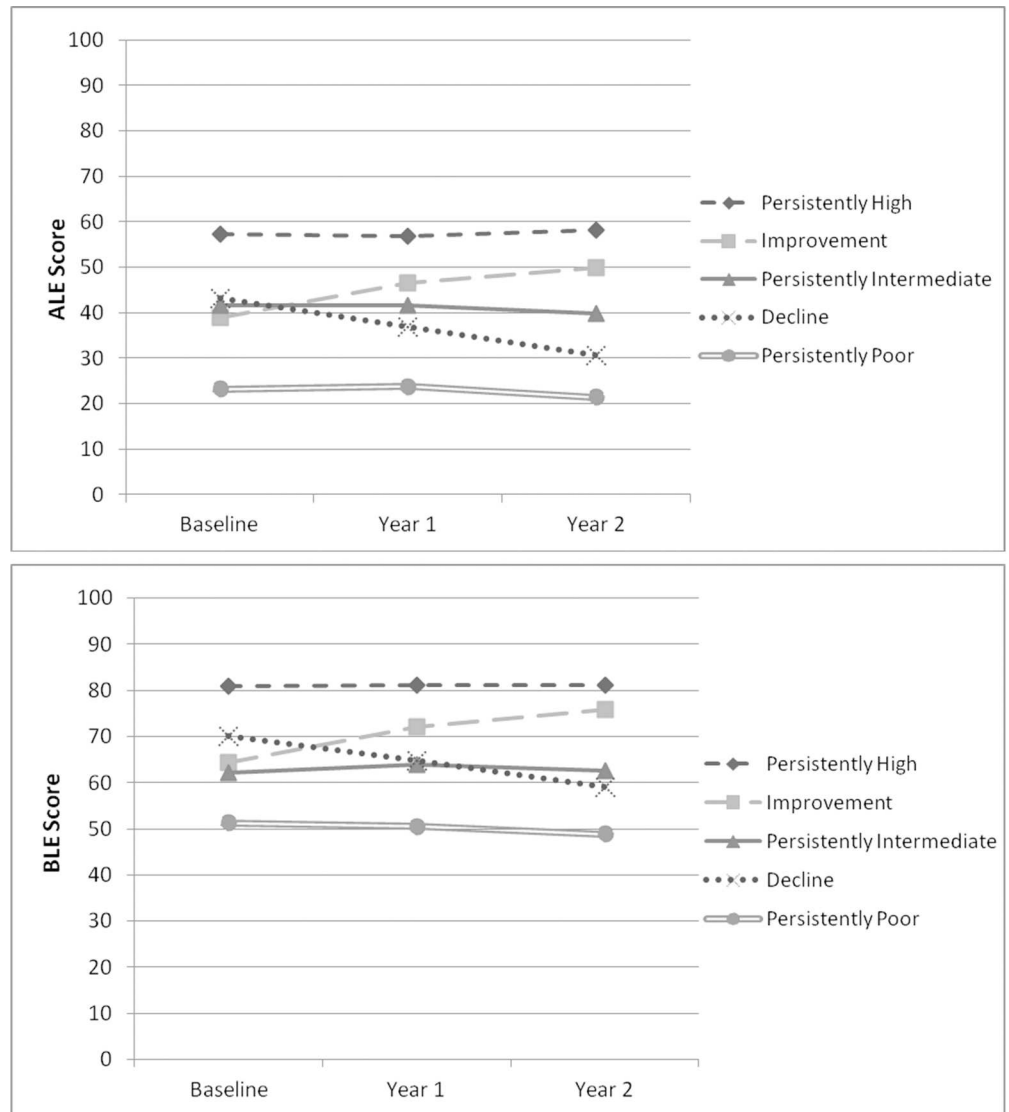 100
90
80
70
60
50
40
30
20
10
0
ALE Score
Baseline Year 1 Year 2
Persistently High
Improvement
Persistently Intermediate
Decline
Persistently Poor
100
90
80
70
60
50
40
30
20
10
0
BLE Score
Baseline Year 1 Year 2
Persistently High
Improvement
Persistently Intermediate
Decline
Persistently Poor